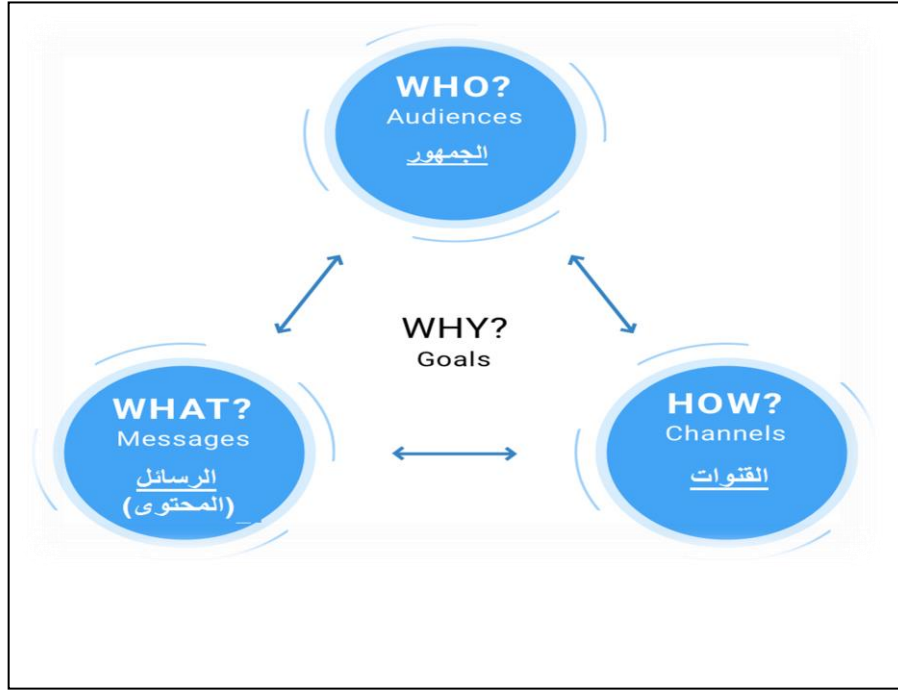 WHO?
Audiences
الجمهور
WHY?
Goals
WHAT?
Messages
الرسائل
(المحتوى)
HOW?
Channels
القنوات